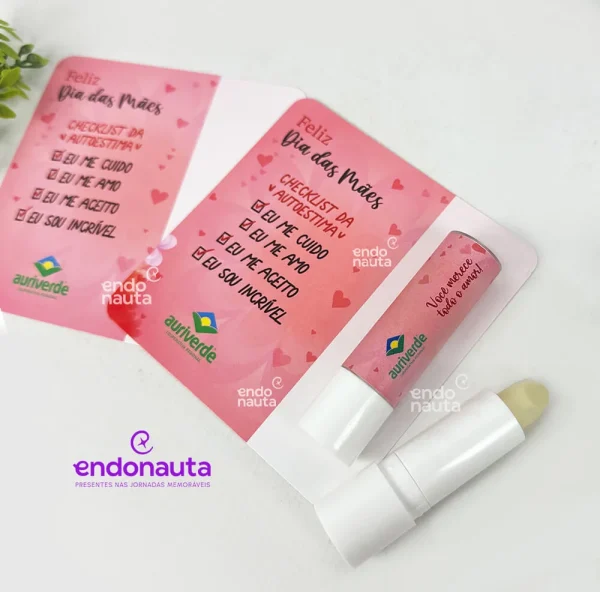 Feliz
Dia das Mães
CHECKLIST DA
AUTOESTIMA
EU ME CUIDO
EU ME AMO
EU ME ACEITO
EU SOU INCRÍVEL
auriverde
endo
nauta
Feliz
Dia das Mães
CHECKLIST DA
AUTOESTIMA
EU ME CUIDO
EU ME AMO
EU ME ACEITO
EU SOU INCRÍVEL
auriverde
endo
nauta
endo
nauta
Você merece
todo o amor!
auriverde
endo
nauta
endonauta
PRESENTES NAS JORNADAS MEMORÁVEIS